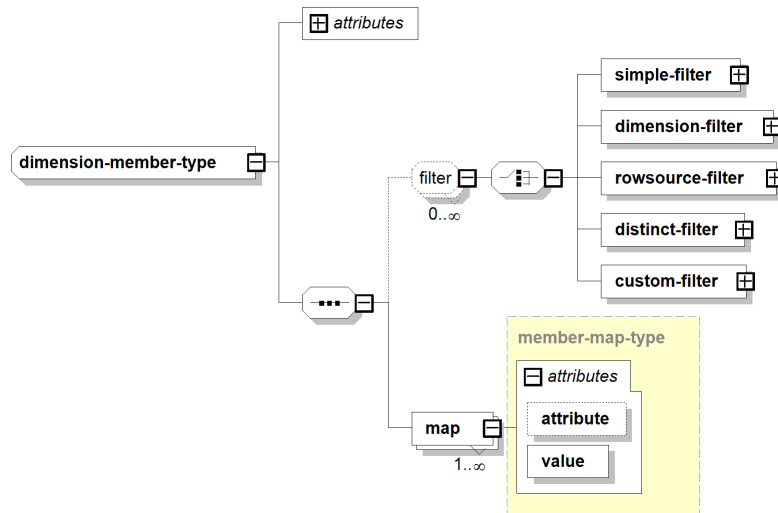 attributes
dimension-member-type
filter
0..∞
simple-filter
dimension-filter
rowsource-filter
distinct-filter
custom-filter
member-map-type
attributes
map
1..∞
attribute
value